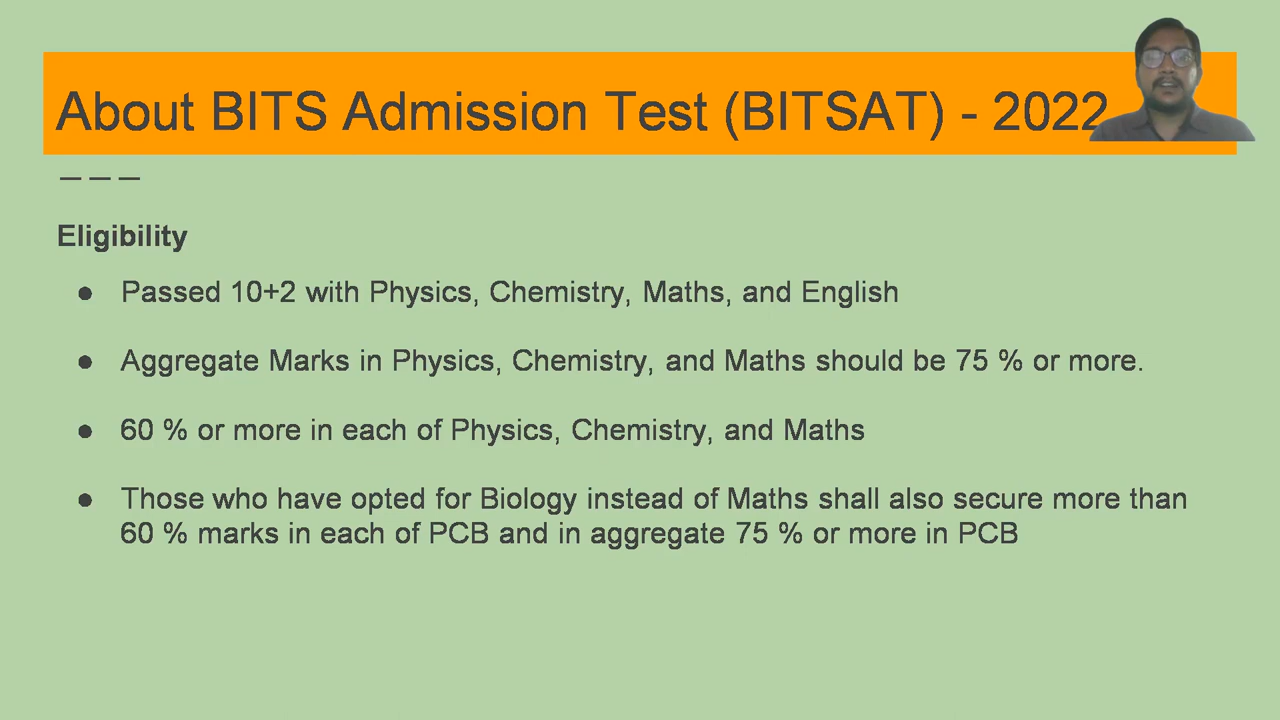 About BITS Admission Test (BITSAT) - 2022
Eligibility
● Passed 10+2 with Physics, Chemistry, Maths, and English
● Aggregate Marks in Physics, Chemistry, and Maths should be 75 % or more.
● 60 % or more in each of Physics, Chemistry, and Maths
● Those who have opted for Biology instead of Maths shall also secure more than
60 % marks in each of PCB and in aggregate 75 % or more in PCB